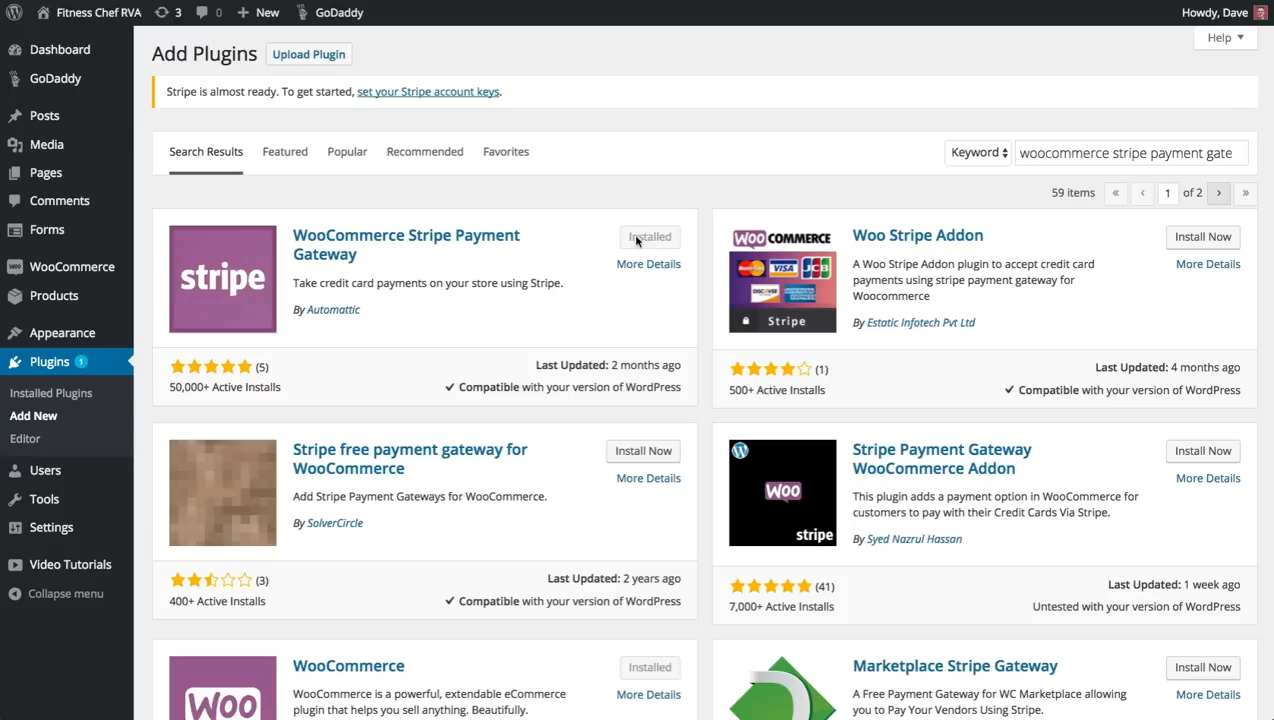 Fitness Chef RVA 3 0 New GoDaddy Howdy, Dave
Dashboard
GoDaddy
Posts
Media
Pages
Comments
Forms
WooCommerce
Products
Appearance
Plugins 1
Installed Plugins
Add New
Editor
Users
Tools
Settings
Video Tutorials
Collapse menu
Help
Add Plugins Upload Plugin
Stripe is almost ready. To get started, set your Stripe account keys.
Search Results Featured Popular Recommended Favorites Keyword woocommerce stripe payment gate
59 items « ‹ 1 of 2 › »
stripe
WooCommerce Stripe Payment
Gateway
Installed
More Details
Take credit card payments on your store using Stripe.
By Automattic
(5)
50,000+ Active Installs
Last Updated: 2 months ago
Compatible with your version of WordPress
WOO COMMERCE
MasterCard VISA JCB
DISCOVER
Stripe
Woo Stripe Addon
Install Now
More Details
A Woo Stripe Addon plugin to accept credit card
payments using stripe payment gateway for
Woocommerce
By Estatic Infotech Pvt Ltd
(1)
500+ Active Installs
Last Updated: 4 months ago
Compatible with your version of WordPress
Stripe free payment gateway for
WooCommerce
Install Now
More Details
Add Stripe Payment Gateways for WooCommerce.
By SolverCircle
(3)
400+ Active Installs
Last Updated: 2 years ago
Compatible with your version of WordPress
WOO
stripe
Stripe Payment Gateway
WooCommerce Addon
Install Now
More Details
This plugin adds a payment option in WooCommerce for
customers to pay with their Credit Cards Via Stripe.
By Syed Nazrul Hassan
(41)
7,000+ Active Installs
Last Updated: 1 week ago
Untested with your version of WordPress
WOO
WooCommerce
Installed
More Details
WooCommerce is a powerful, extendable eCommerce
plugin that helps you sell anything. Beautifully.
Marketplace Stripe Gateway
Install Now
More Details
A Free Payment Gateway for WC Marketplace allowing
you to Pay Your Vendors Using Stripe.